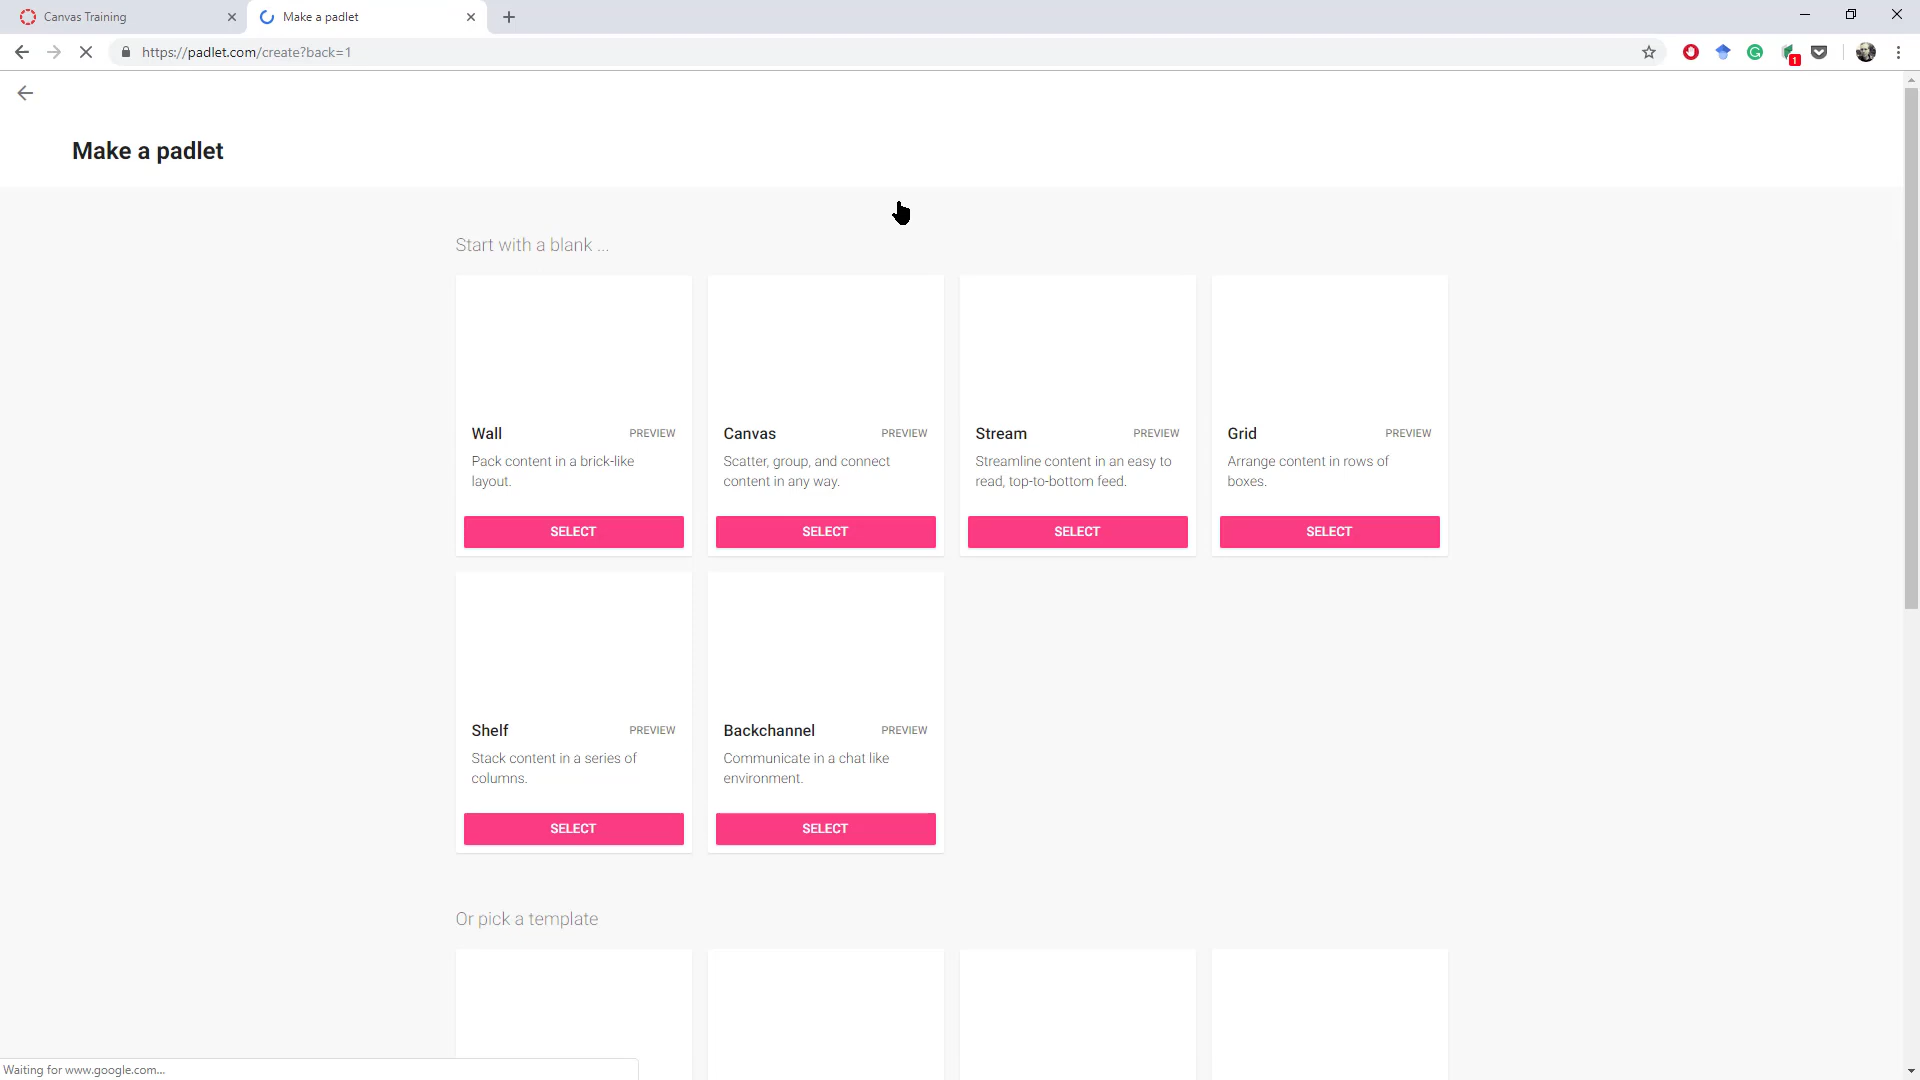 Canvas Training
Make a padlet
https://padlet.com/create?back=1
1
Make a padlet
Start with a blank ...
Wall PREVIEW
Pack content in a brick-like
layout.
SELECT
Canvas PREVIEW
Scatter, group, and connect
content in any way.
SELECT
Stream PREVIEW
Streamline content in an easy to
read, top-to-bottom feed.
SELECT
Grid PREVIEW
Arrange content in rows of
boxes.
SELECT
Shelf PREVIEW
Stack content in a series of
columns.
SELECT
Backchannel PREVIEW
Communicate in a chat like
environment.
SELECT
Or pick a template
Waiting for www.google.com...